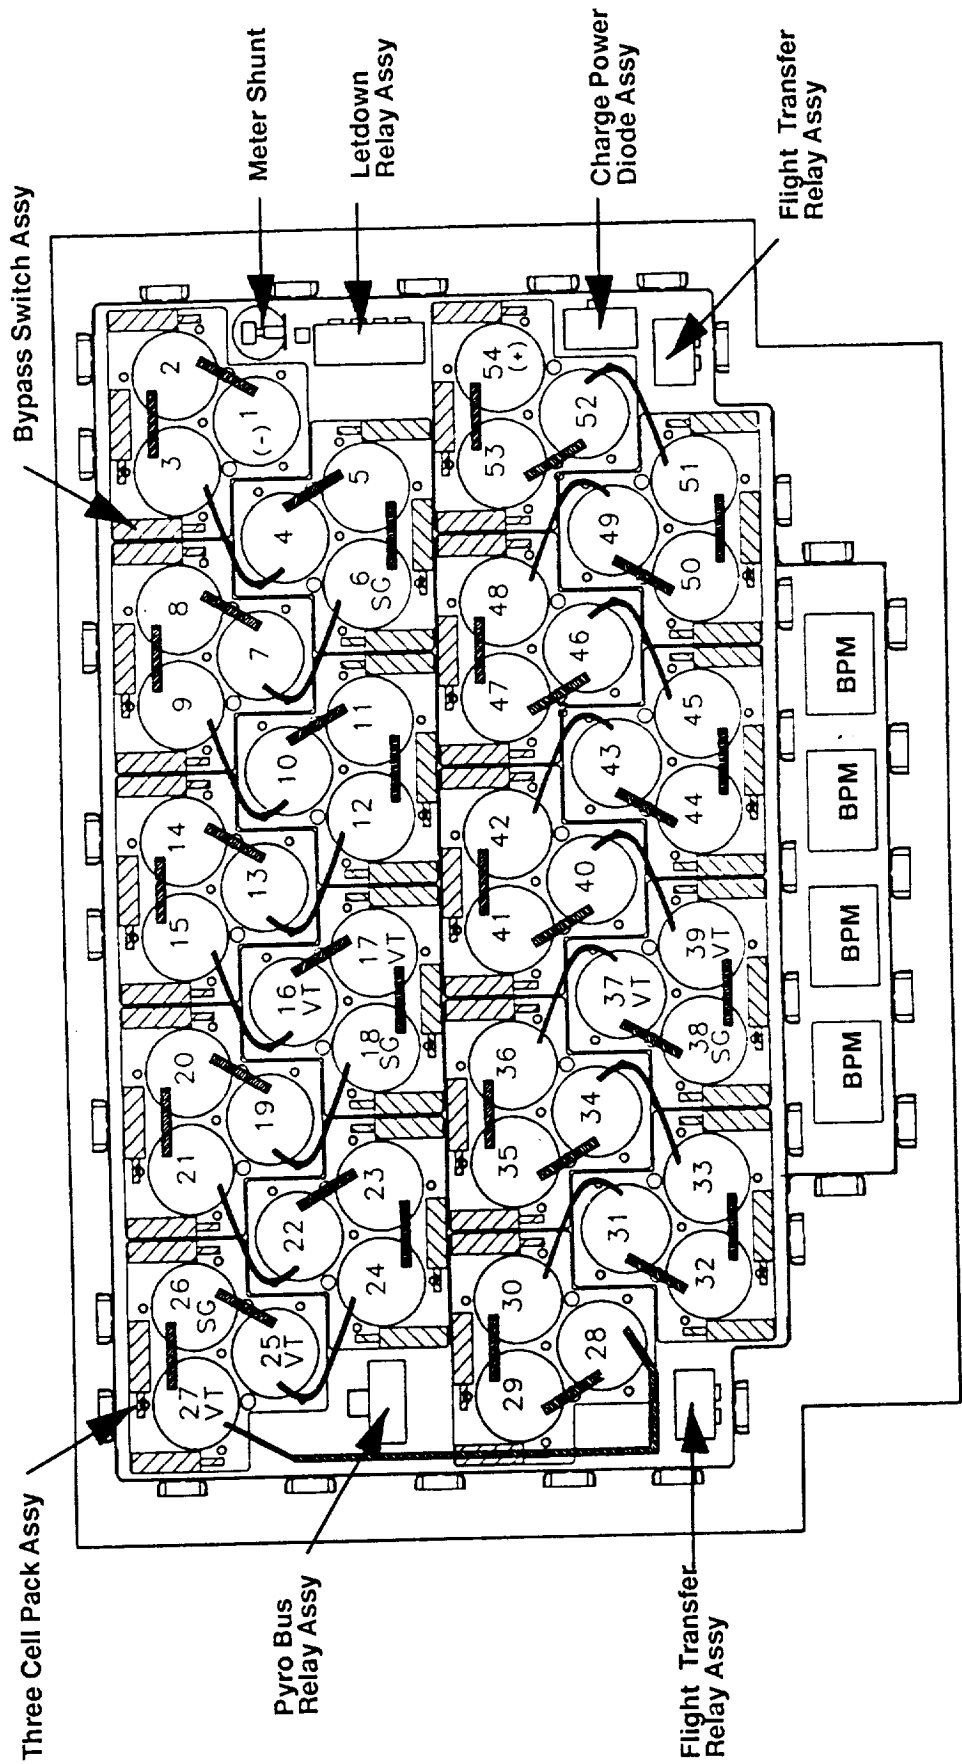 Three Cell Pack Assy
Bypass Switch Assy
Pyro Bus
Relay Assy
Meter Shunt
Letdown
Relay Assy
Flight Transfer
Relay Assy
Charge Power
Diode Assy
Flight Transfer
Relay Assy
27
VT
26
SG
25
VT
24
23
22
21
20
19
18
SG
17
VT
16
VT
15
14
13
12
11
10
9
8
7
6
SG
5
4
3
2
(-) 1
28
29
30
31
32
33
34
35
36
37
VT
38
SG
39
VT
40
41
42
43
44
45
46
47
48
49
50
51
52
53
54
(+)
BPM
BPM
BPM
BPM